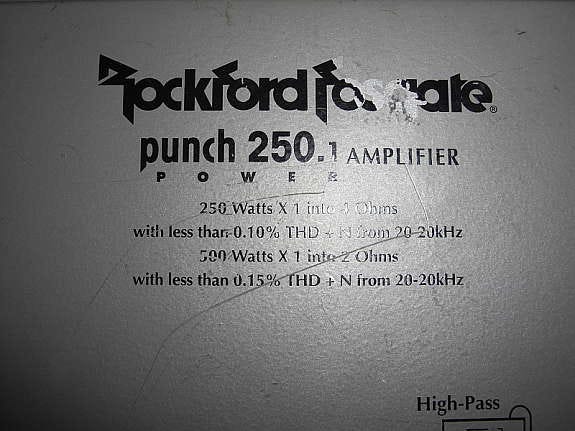 Rockford Fosgate®
punch 250.1 AMPLIFIER
POWER
250 Watts X 1 into 4 Ohms
with less than 0.10% THD + N from 20-20kHz
500 Watts X 1 into 2 Ohms
with less than 0.15% THD + N from 20-20kHz
High-Pass